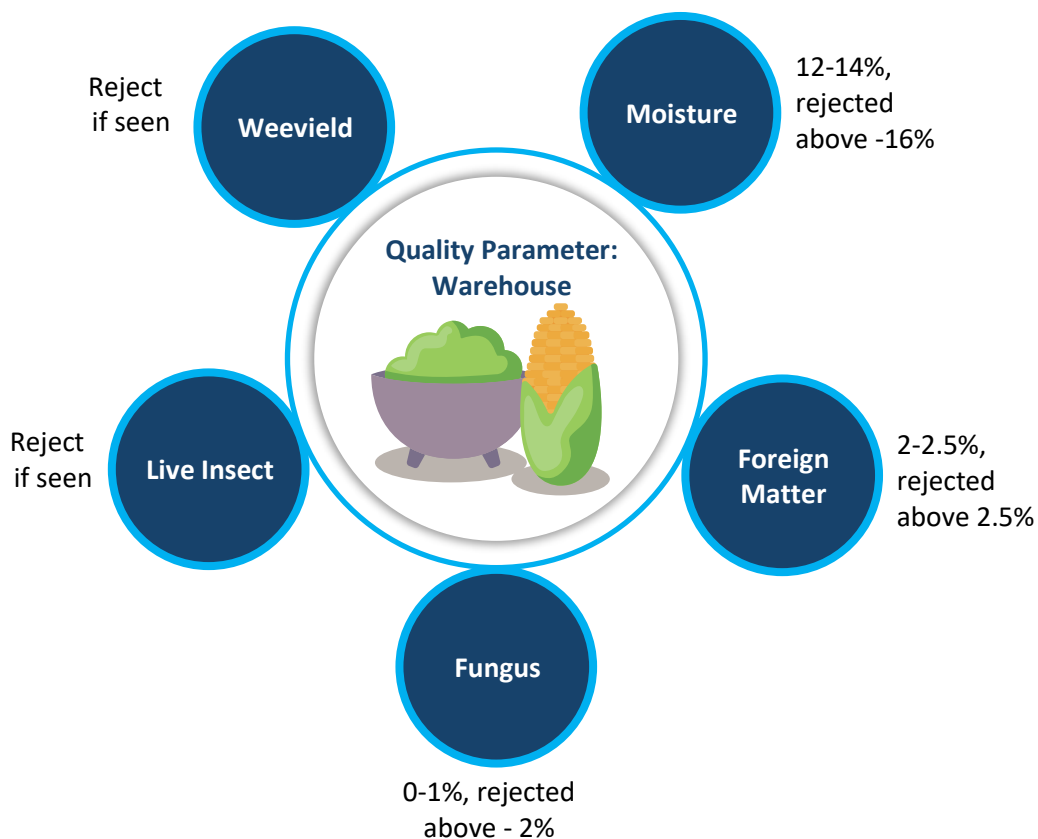 Reject
if seen
Weevield
Moisture
12-14%,
rejected
above -16%
Quality Parameter:
Warehouse
Reject
if seen
Live Insect
Foreign
Matter
2-2.5%,
rejected
above 2.5%
Fungus
0-1%, rejected
above - 2%